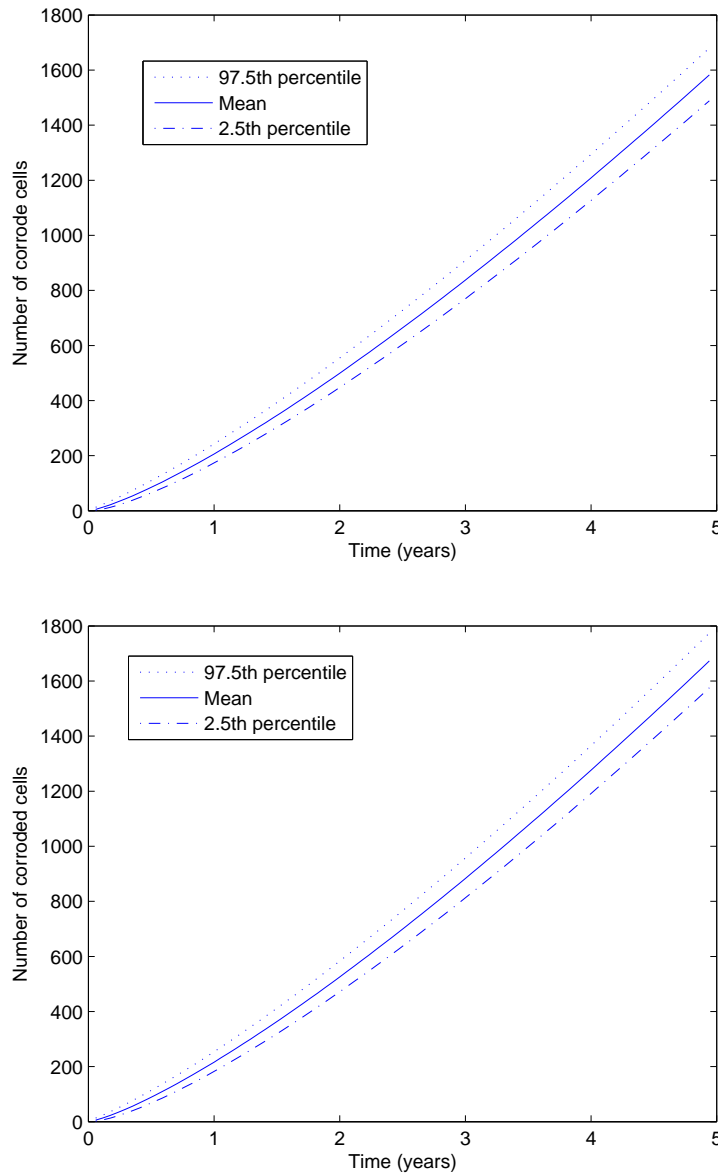 1800
1600
1400
1200
1000
800
600
400
200
0
Number of corrode cells
97.5th percentile
Mean
2.5th percentile
0 1 2 3 4 5
Time (years)
1800
1600
1400
1200
1000
800
600
400
200
0
Number of corroded cells
97.5th percentile
Mean
2.5th percentile
0 1 2 3 4 5
Time (years)